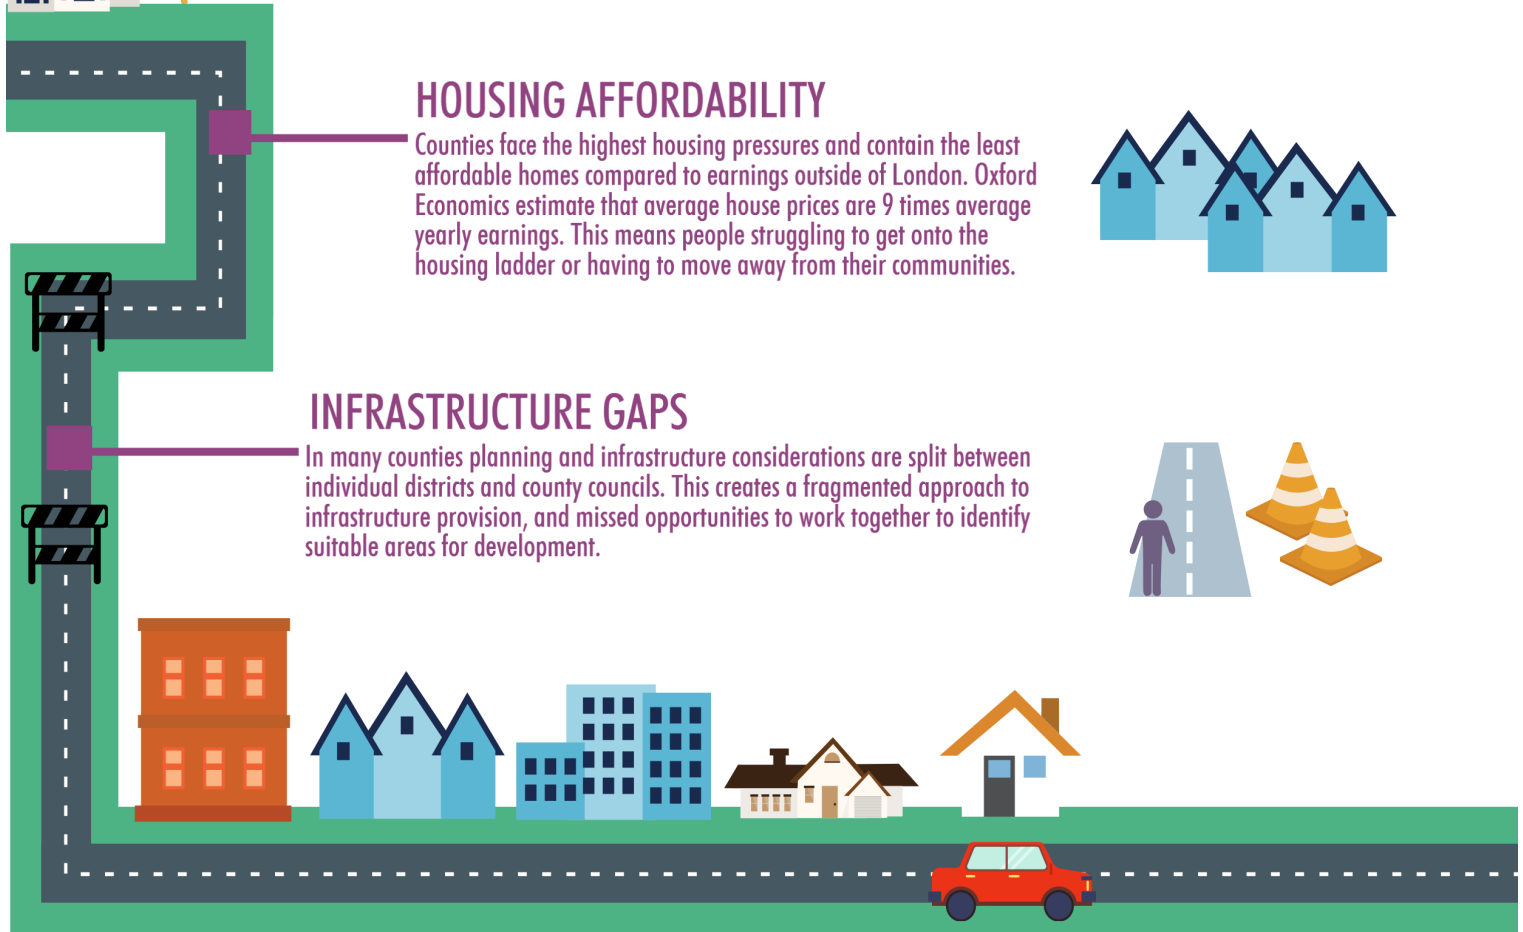 HOUSING AFFORDABILITY
Counties face the highest housing pressures and contain the least
affordable homes compared to earnings outside of London. Oxford
Economics estimate that average house prices are 9 times average
yearly earnings. This means people struggling to get onto the
housing ladder or having to move away from their communities.
INFRASTRUCTURE GAPS
In many counties planning and infrastructure considerations are split between
individual districts and county councils. This creates a fragmented approach to
infrastructure provision, and missed opportunities to work together to identify
suitable areas for development.